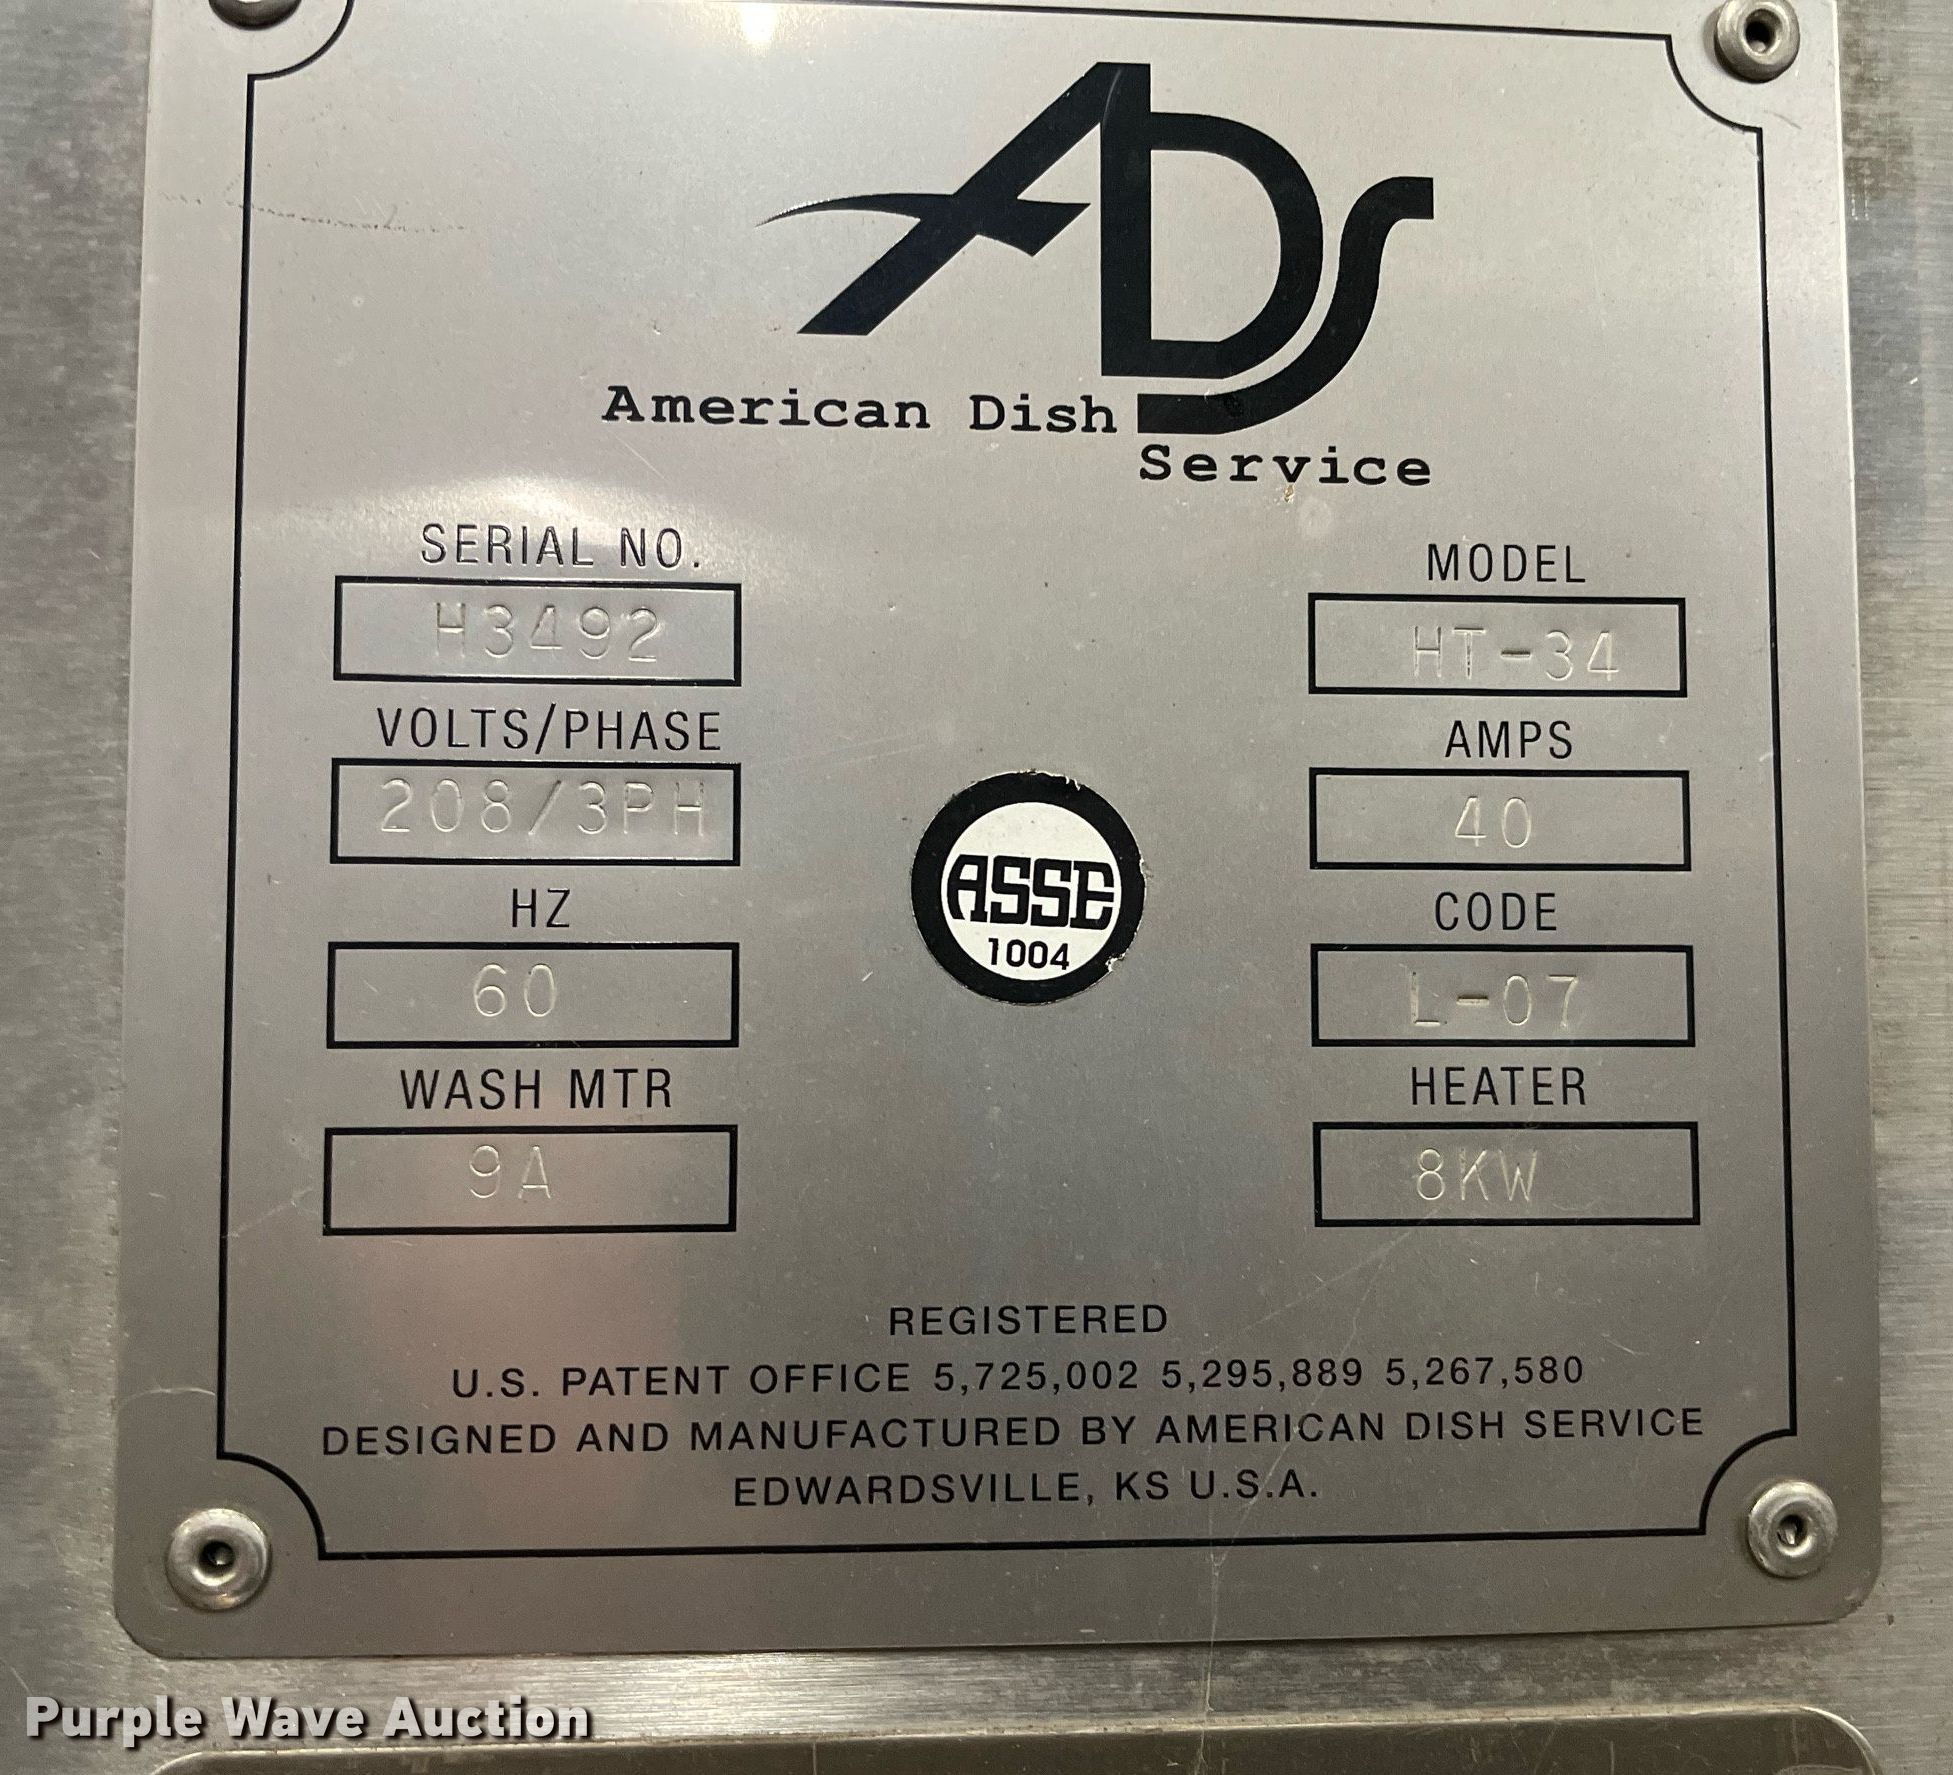 ADS
American Dish
Service
SERIAL NO.
H3492
VOLTS/PHASE
208/3PH
HZ
60
WASH MTR
9A
MODEL
HT-34
AMPS
40
CODE
L-07
HEATER
8KW
ASSE
1004
REGISTERED
U.S. PATENT OFFICE 5,725,002 5,295,889 5,267,580
DESIGNED AND MANUFACTURED BY AMERICAN DISH SERVICE
EDWARDSVILLE, KS U.S.A.
Purple Wave Auction